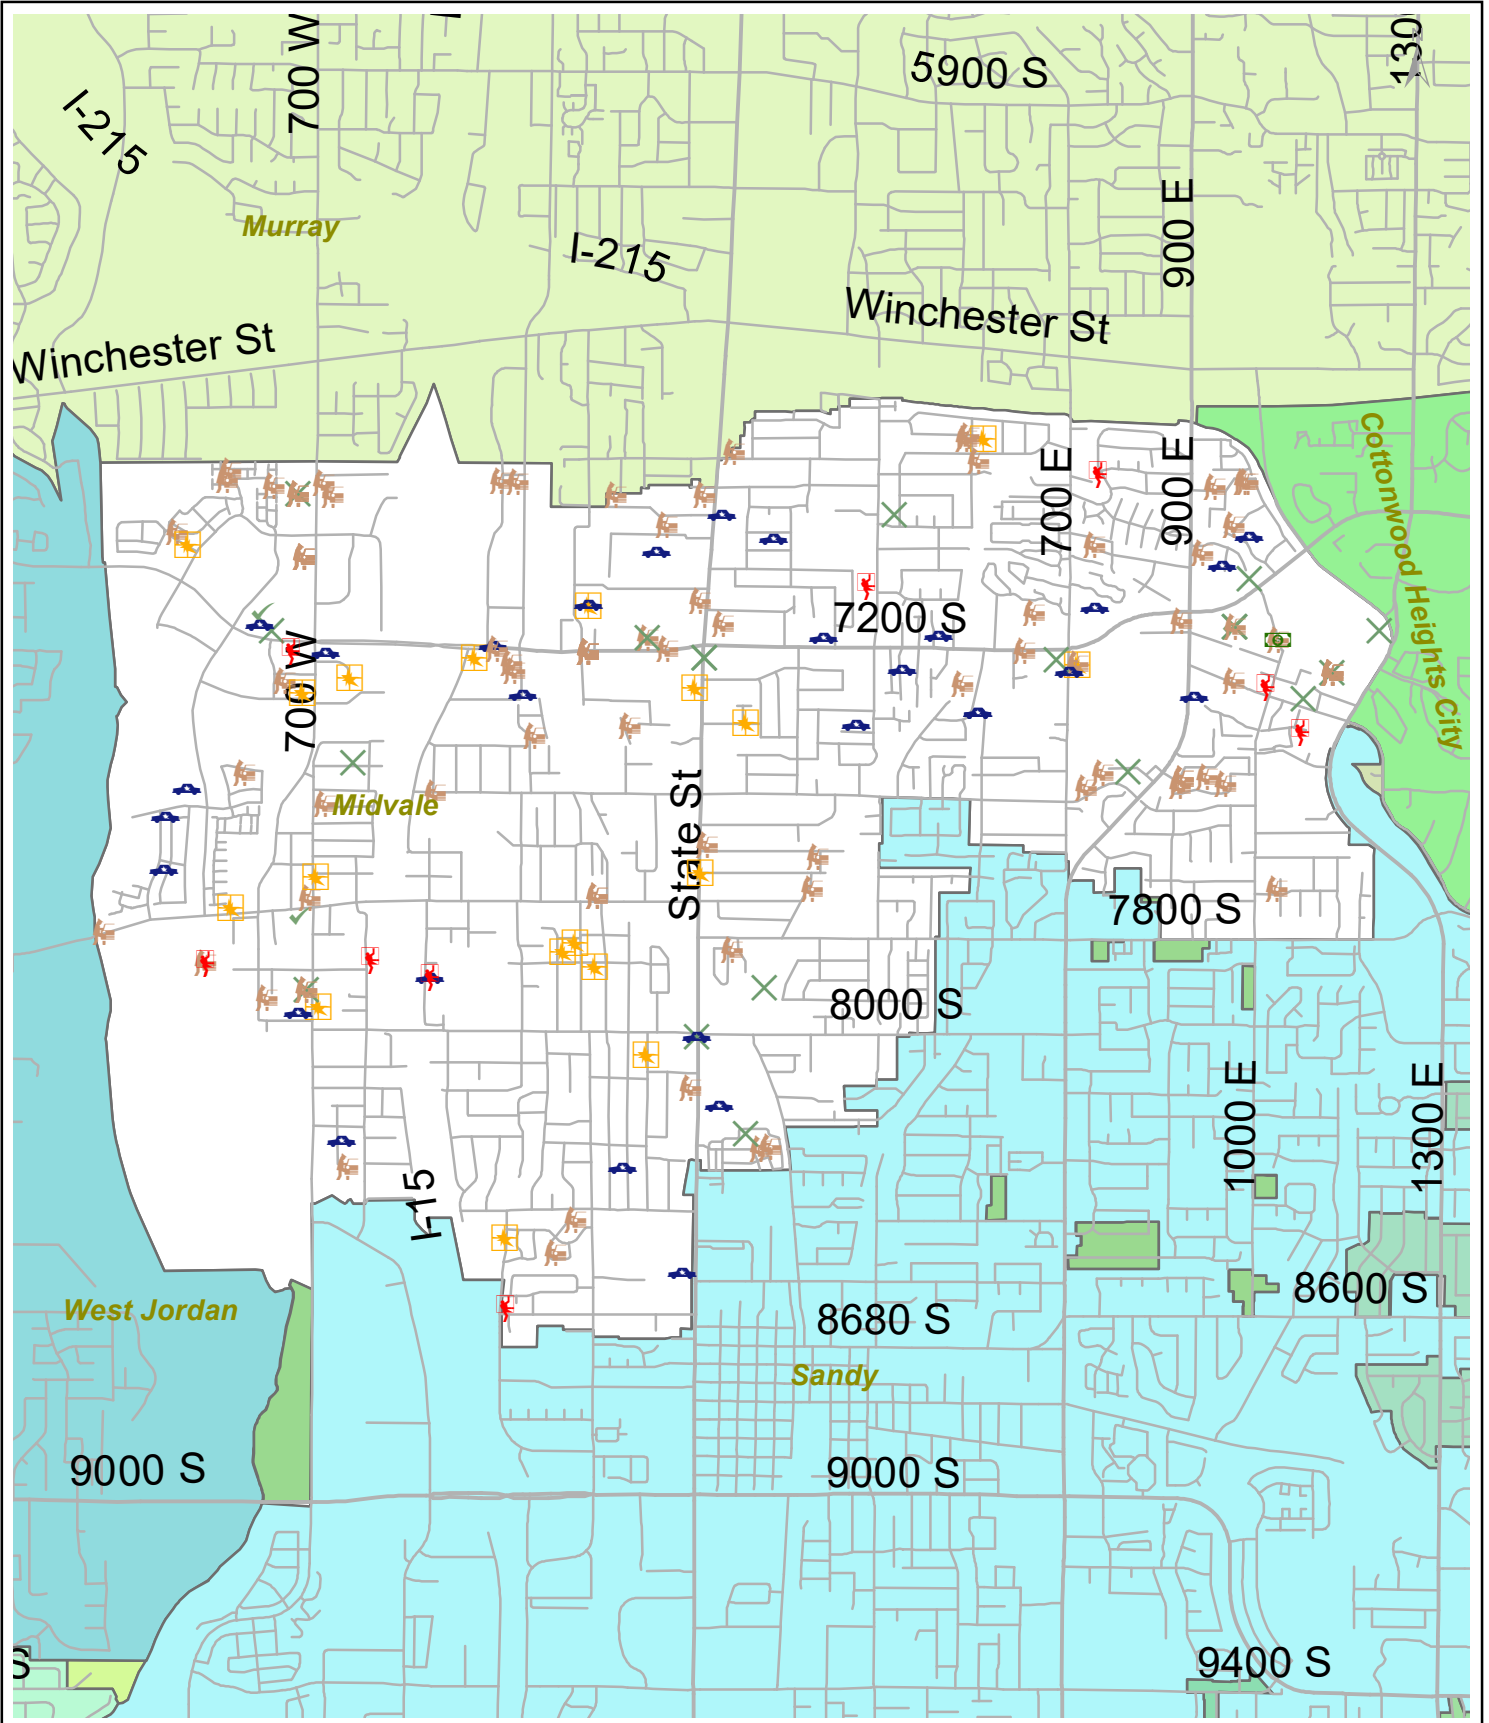 700 W
5900 S
130
I-215
Murray
900 E
I-215
Winchester St
Winchester St
Cottonwood Heights City
700 E
900 E
7200 S
700 W
Midvale
State St
7800 S
8000 S
1000 E
1300 E
I-15
West Jordan
8600 S
8680 S
Sandy
9000 S
9000 S
S
9400 S